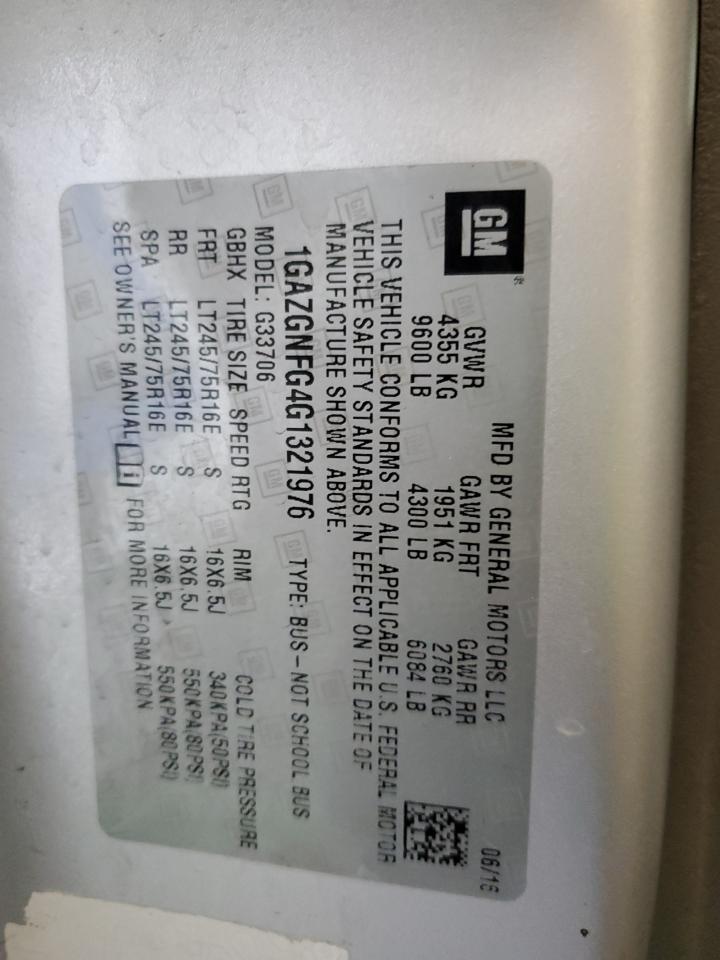 GM
MFD BY GENERAL MOTORS LLC 06/16
GVWR GAWR FRT GAWR RR
4355 KG 1951 KG 2760 KG
9600 LB 4300 LB 6084 LB
THIS VEHICLE CONFORMS TO ALL APPLICABLE U.S. FEDERAL MOTOR
VEHICLE SAFETY STANDARDS IN EFFECT ON THE DATE OF
MANUFACTURE SHOWN ABOVE.
1GAZGNFG4G1321976 TYPE: BUS – NOT SCHOOL BUS
MODEL: G33706
GBHX TIRE SIZE SPEED RTG RIM COLD TIRE PRESSURE
FRT LT245/75R16E S 16X6.5J 340KPA(50PSI)
RR LT245/75R16E S 16X6.5J 550KPA(80PSI)
SPA LT245/75R16E S 16X6.5J 550KPA(80PSI)
SEE OWNER'S MANUAL i FOR MORE INFORMATION